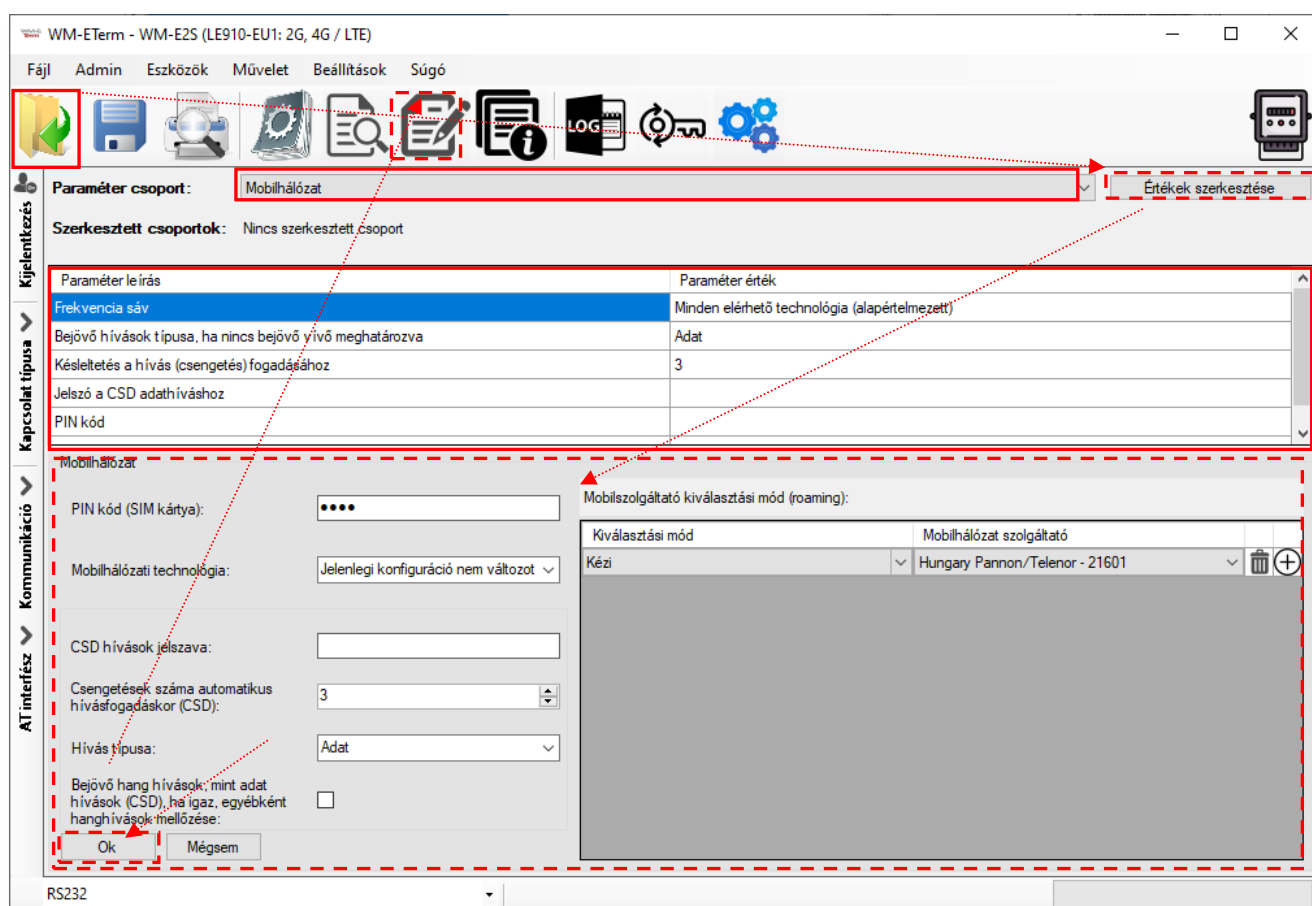 WM-ETerm - WM-E2S (LE910-EU1: 2G, 4G / LTE)
Fájl Admin Eszközök Művelet Beállítások Súgó
LOG
Paraméter csoport: Mobilhálózat Értékek szerkesztése
Szerkesztett csoportok: Nincs szerkesztett csoport
Paraméter leírás Paraméter érték
Frekvencia sáv Minden elérhető technológia (alapértelmezett)
Bejövő hívások típusa, ha nincs bejövő vivő meghatározva Adat
Késleltetés a hívás (csengetés) fogadásához 3
Jelszó a CSD adathíváshoz
PIN kód
Kijelentkezés
Kapcsolat típusa
Kommunikáció
AT interfész
Mobilhálózat
PIN kód (SIM kártya): ••••
Mobilhálózati technológia: Jelenlegi konfiguráció nem változot
CSD hívások jelszava:
Csengetések száma automatikus
hívásfogadáskor (CSD): 3
Hívás típusa: Adat
Bejövő hang hívások, mint adat
hívások (CSD), ha igaz, egyébként
hanghívások mellőzése:
Ok Mégsem
Mobilszolgáltató kiválasztási mód (roaming):
Kiválasztási mód Mobilhálózat szolgáltató
Kézi Hungary Pannon/Telenor - 21601
RS232